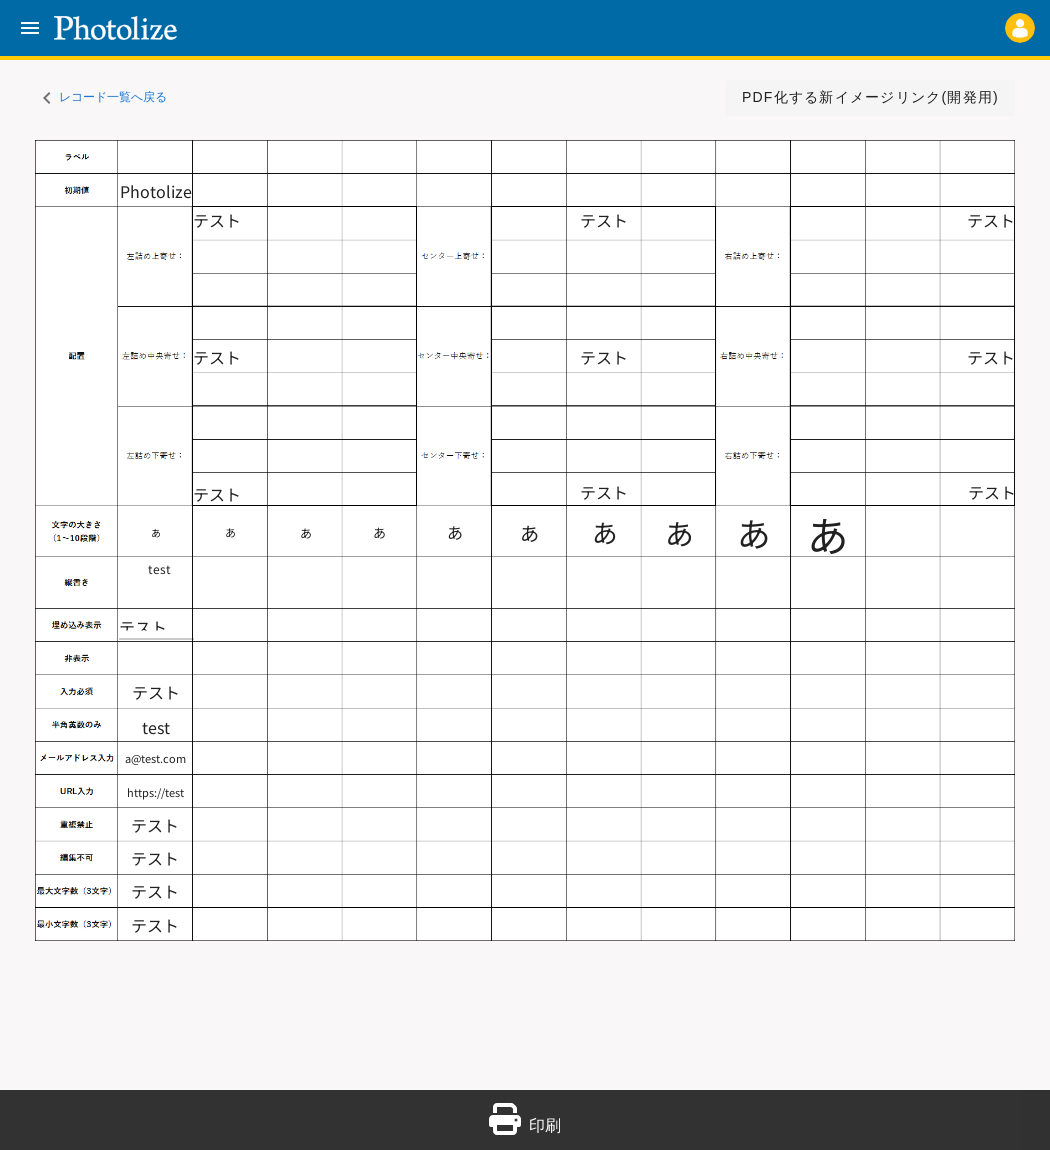 Photolize
レコード一覧へ戻る
PDF化する新イメージリンク(開発用)
ラベル
初期値 Photolize
配置
左詰め上寄せ： テスト センター上寄せ： テスト 右詰め上寄せ： テスト
左詰め中央寄せ： テスト センター中央寄せ： テスト 右詰め中央寄せ： テスト
左詰め下寄せ： テスト センター下寄せ： テスト 右詰め下寄せ： テスト
文字の大きさ
（1～10段階） あ あ あ あ あ あ あ あ あ あ
縦書き test
埋め込み表示 テスト
非表示
入力必須 テスト
半角英数のみ test
メールアドレス入力 a@test.com
URL入力 https://test
重複禁止 テスト
編集不可 テスト
最大文字数（3文字） テスト
最小文字数（3文字） テスト
印刷